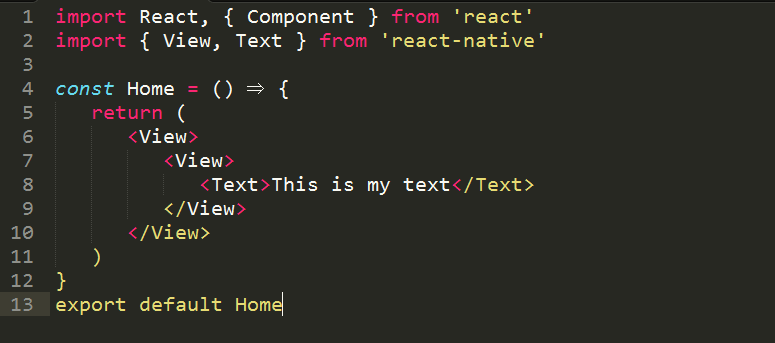 1 import React, { Component } from 'react'
2 import { View, Text } from 'react-native'
3
4 const Home = () => {
5    return (
6       <View>
7          <View>
8             <Text>This is my text</Text>
9          </View>
10       </View>
11    )
12 }
13 export default Home